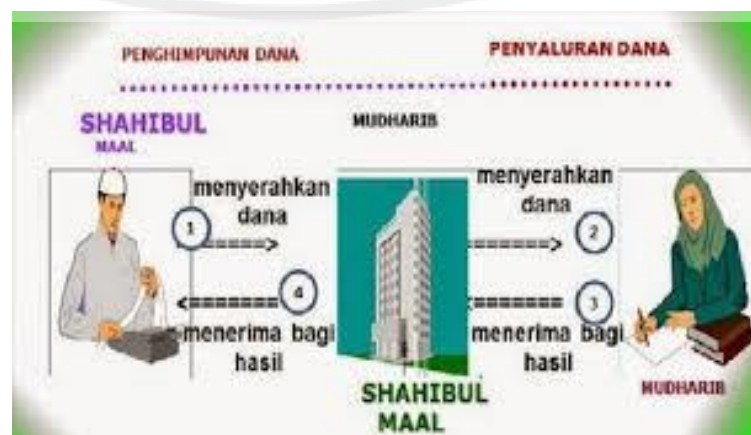 PENGHIMPUNAN DANA
PENYALURAN DANA
SHAHIBUL
MAAL
MUDHARIB
menyerahkan
dana
1
=====>
menyerahkan
dana
======>
2
<=======
4
menerima bagi
hasil
<=======
3
menerima bagi
hasil
SHAHIBUL
MAAL
MUDHARIB